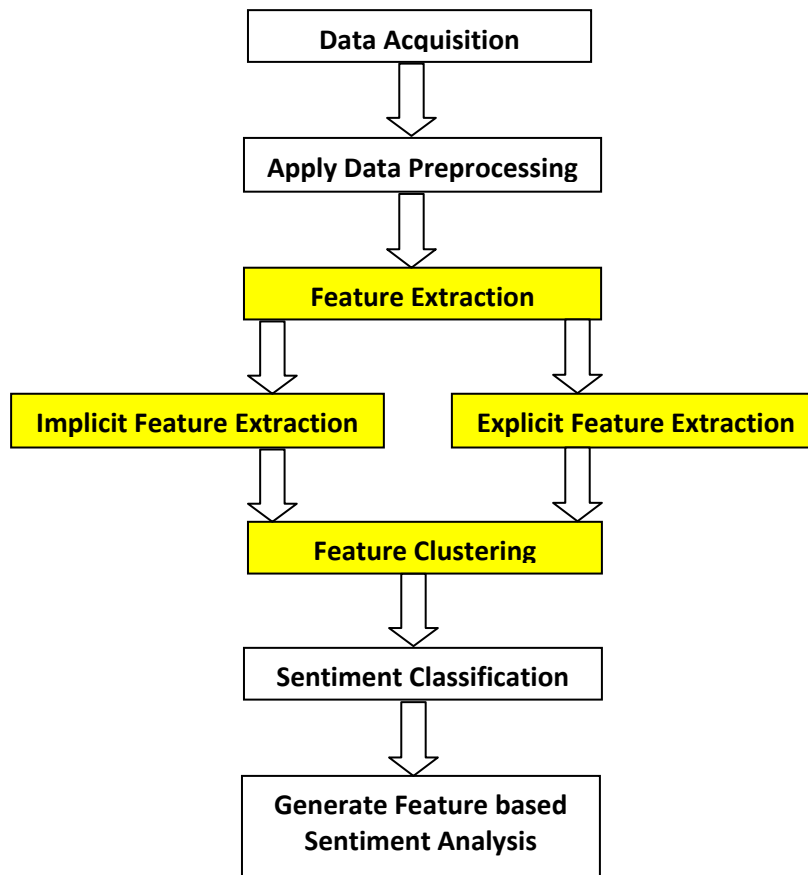 Data Acquisition
Apply Data Preprocessing
Feature Extraction
Implicit Feature Extraction
Explicit Feature Extraction
Feature Clustering
Sentiment Classification
Generate Feature based
Sentiment Analysis